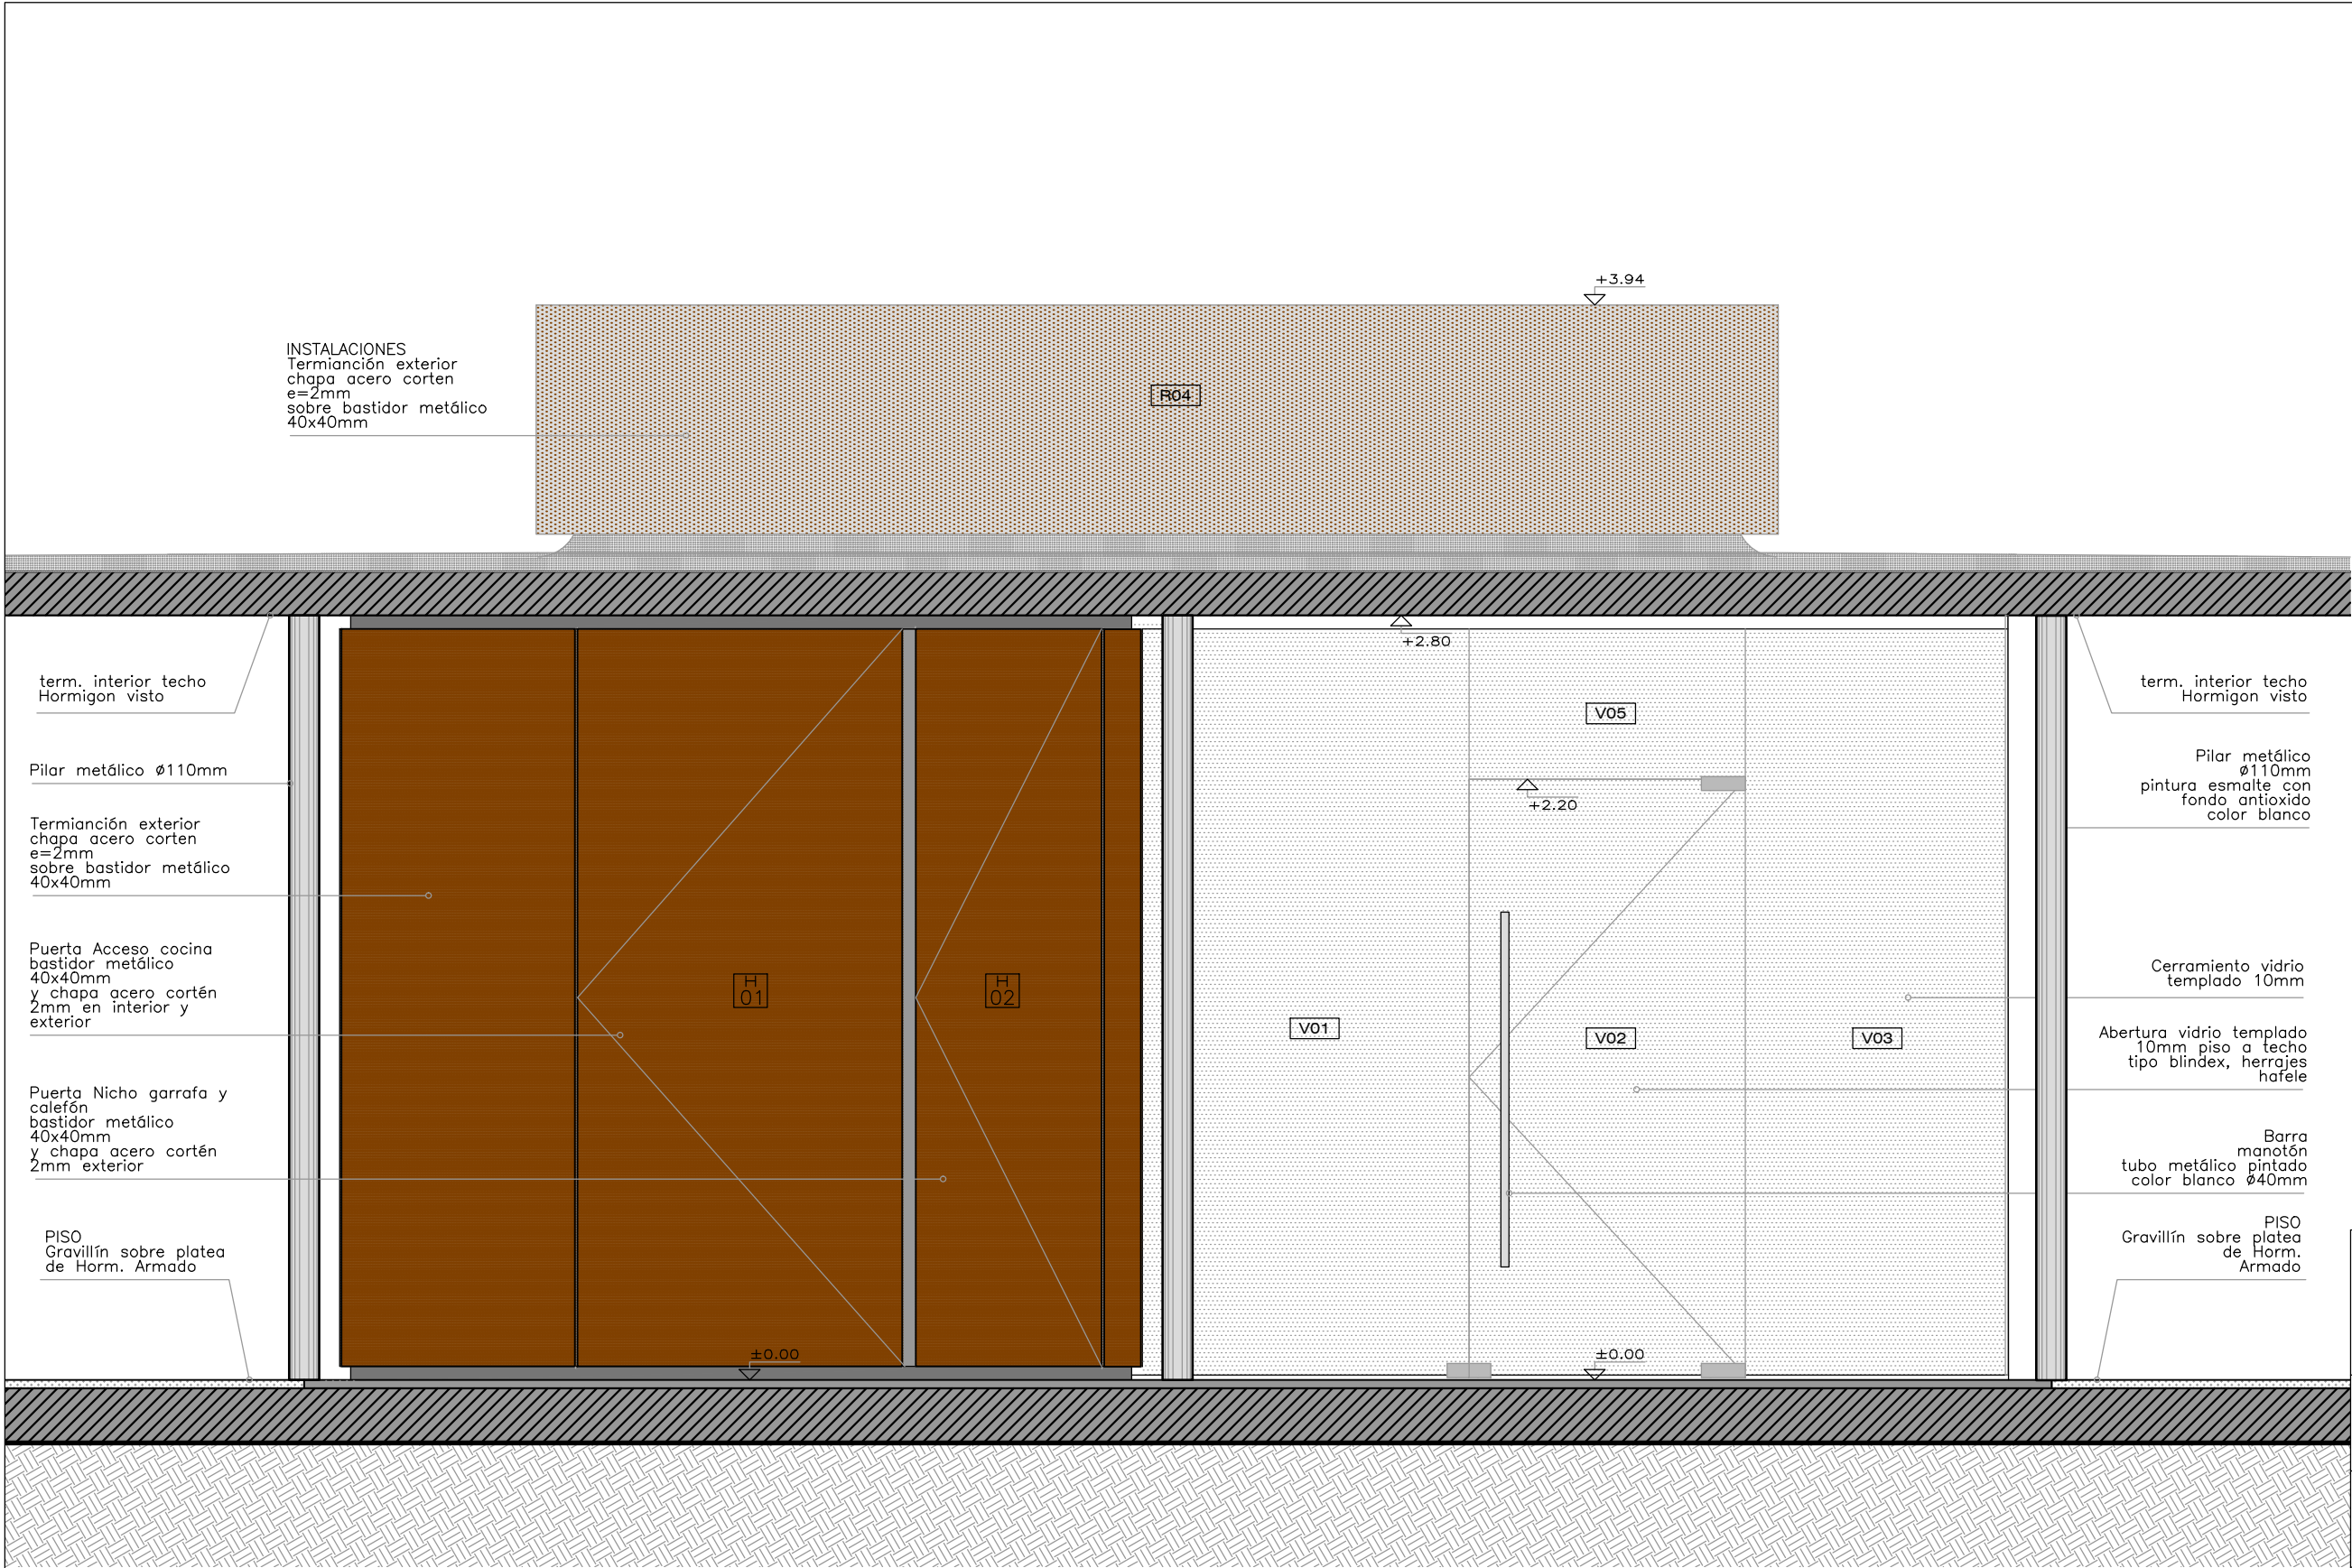 +3.94
INSTALACIONES
Termianción exterior
chapa acero corten
e=2mm
sobre bastidor metálico
40x40mm
R04
+2.80
term. interior techo
Hormigon visto
Pilar metálico ø110mm
Termianción exterior
chapa acero corten
e=2mm
sobre bastidor metálico
40x40mm
Puerta Acceso cocina
bastidor metálico
40x40mm
y chapa acero cortén
2mm en interior y
exterior
Puerta Nicho garrafa y
calefón
bastidor metálico
40x40mm
y chapa acero cortén
2mm exterior
PISO
Gravillín sobre platea
de Horm. Armado
H
01
H
02
±0.00
V05
+2.20
V01
V02
V03
±0.00
term. interior techo
Hormigon visto
Pilar metálico
ø110mm
pintura esmalte con
fondo antioxido
color blanco
Cerramiento vidrio
templado 10mm
Abertura vidrio templado
10mm piso a techo
tipo blindex, herrajes
hafele
Barra
manotón
tubo metálico pintado
color blanco ø40mm
PISO
Gravillín sobre platea
de Horm.
Armado